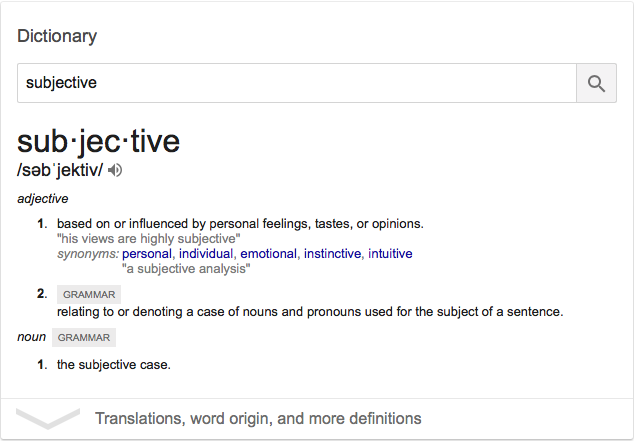 Dictionary
subjective
sub·jec·tive
/səbˈjektiv/
adjective
1. based on or influenced by personal feelings, tastes, or opinions.
"his views are highly subjective"
synonyms: personal, individual, emotional, instinctive, intuitive
"a subjective analysis"
2. GRAMMAR
relating to or denoting a case of nouns and pronouns used for the subject of a sentence.
noun GRAMMAR
1. the subjective case.
Translations, word origin, and more definitions